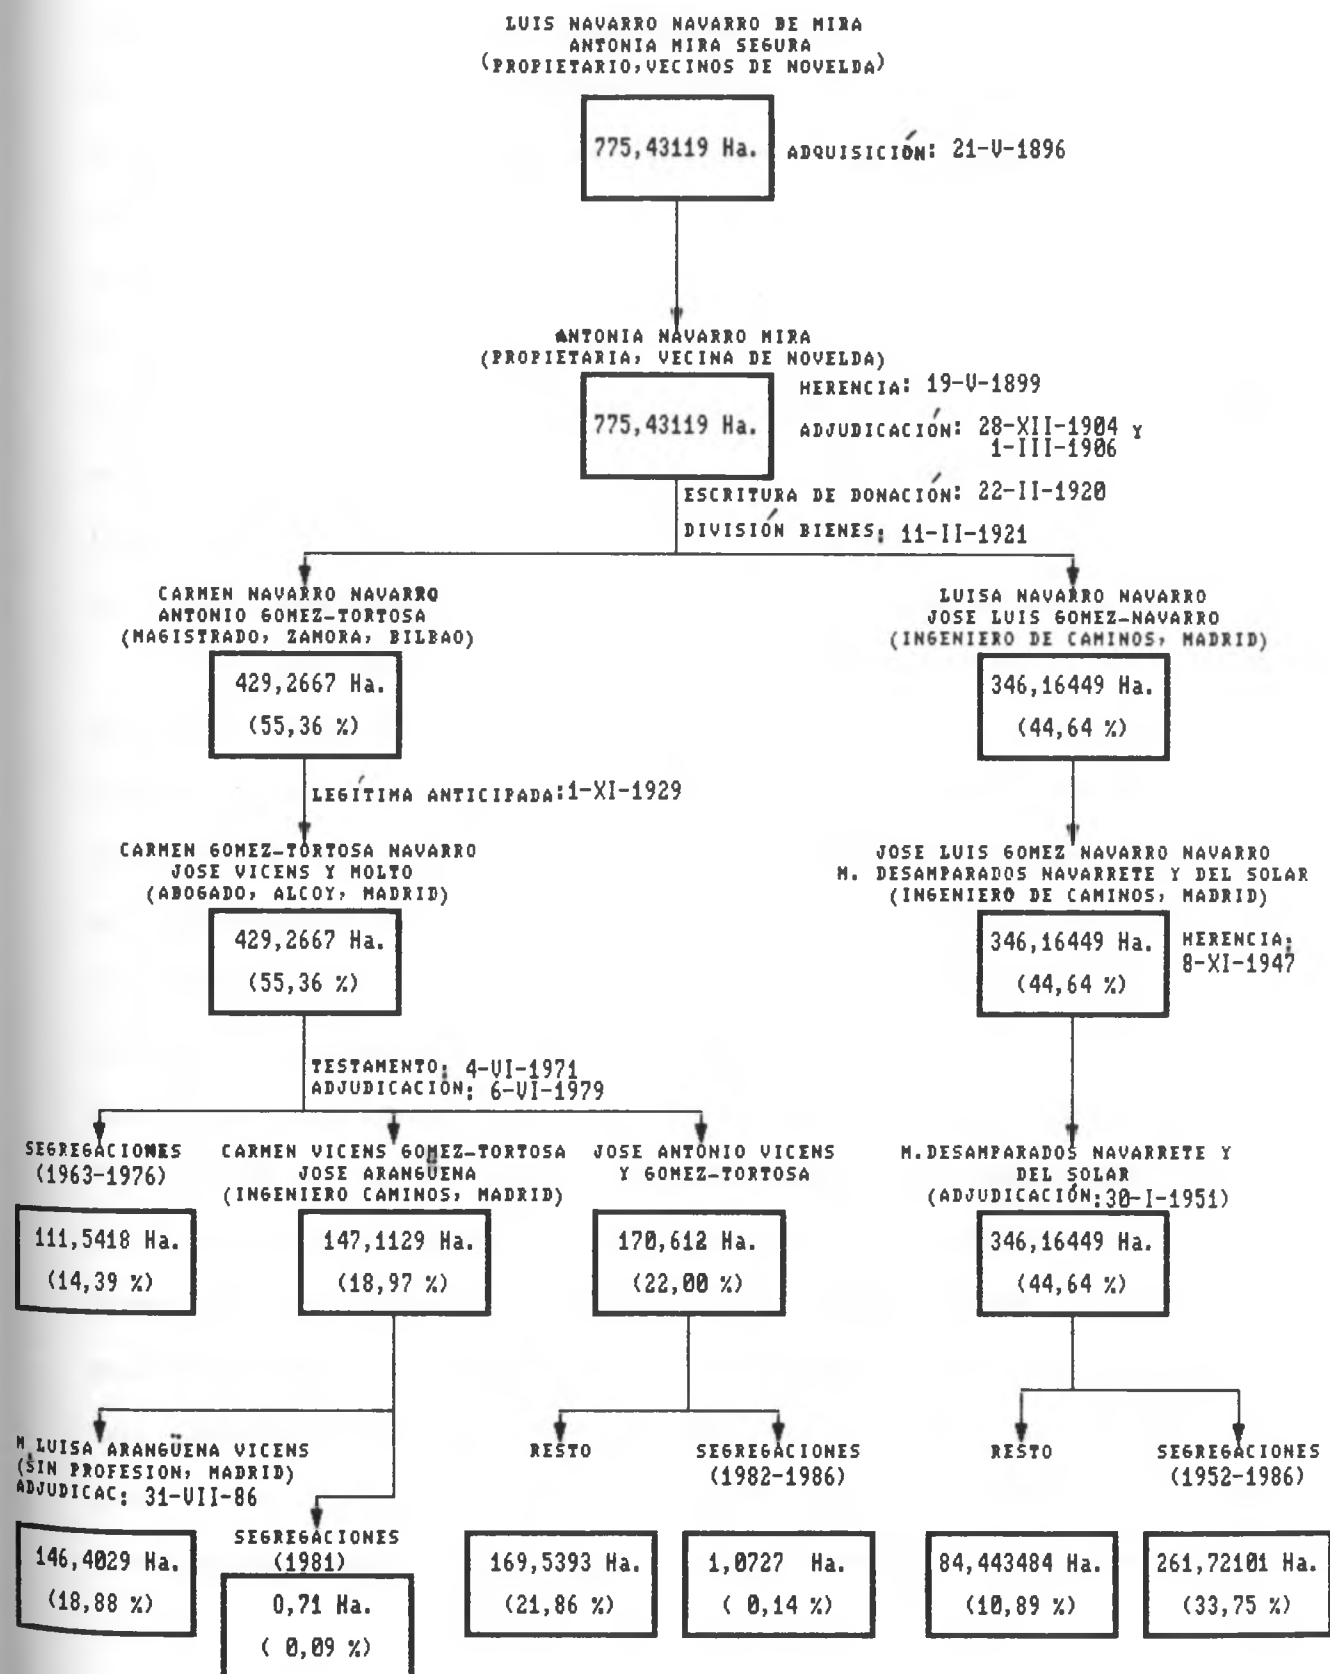 LUIS NAVARRO NAVARRO DE MIRA
ANTONIA MIRA SEGURA
(PROPIETARIO, VECINOS DE NOVELDA)
775,43119 Ha.
ADQUISICIÓN: 21-V-1896
ANTONIA NAVARRO MIRA
(PROPIETARIA, VECINA DE NOVELDA)
775,43119 Ha.
HERENCIA: 19-V-1899
ADJUDICACIÓN: 28-XII-1904 Y
1-III-1906
ESCRITURA DE DONACIÓN: 22-II-1920
DIVISIÓN BIENES: 11-II-1921
CARMEN NAVARRO NAVARRO
ANTONIO GOMEZ-TORTOSA
(MAGISTRADO, ZAMORA, BILBAO)
429,2667 Ha.
(55,36 %)
LUISA NAVARRO NAVARRO
JOSE LUIS GOMEZ-NAVARRO
(INGENIERO DE CAMINOS, MADRID)
346,16449 Ha.
(44,64 %)
LEGÍTIMA ANTICIPADA: 1-XI-1929
CARMEN GOMEZ-TORTOSA NAVARRO
JOSE VICENS Y MOLTO
(ABOGADO, ALCOY, MADRID)
429,2667 Ha.
(55,36 %)
JOSE LUIS GOMEZ NAVARRO NAVARRO
M. DESAMPARADOS NAVARRETE Y DEL SOLAR
(INGENIERO DE CAMINOS, MADRID)
346,16449 Ha.
(44,64 %)
HERENCIA:
8-XI-1947
TESTAMENTO: 4-VI-1971
ADJUDICACIÓN: 6-VI-1979
SEGREGACIONES
(1963-1976)
111,5418 Ha.
(14,39 %)
CARMEN VICENS GOMEZ-TORTOSA
JOSE ARANGÜENA
(INGENIERO CAMINOS, MADRID)
147,1129 Ha.
(18,97 %)
JOSE ANTONIO VICENS
Y GOMEZ-TORTOSA
170,612 Ha.
(22,00 %)
M. DESAMPARADOS NAVARRETE Y
DEL SOLAR
(ADJUDICACIÓN: 30-I-1951)
346,16449 Ha.
(44,64 %)
M. LUISA ARANGÜENA VICENS
(SIN PROFESION, MADRID)
ADJUDICAC: 31-VII-86
146,4029 Ha.
(18,88 %)
SEGREGACIONES
(1981)
0,71 Ha.
( 0,09 %)
RESTO
169,5393 Ha.
(21,86 %)
SEGREGACIONES
(1982-1986)
1,0727 Ha.
( 0,14 %)
RESTO
84,443484 Ha.
(10,89 %)
SEGREGACIONES
(1952-1986)
261,72101 Ha.
(33,75 %)